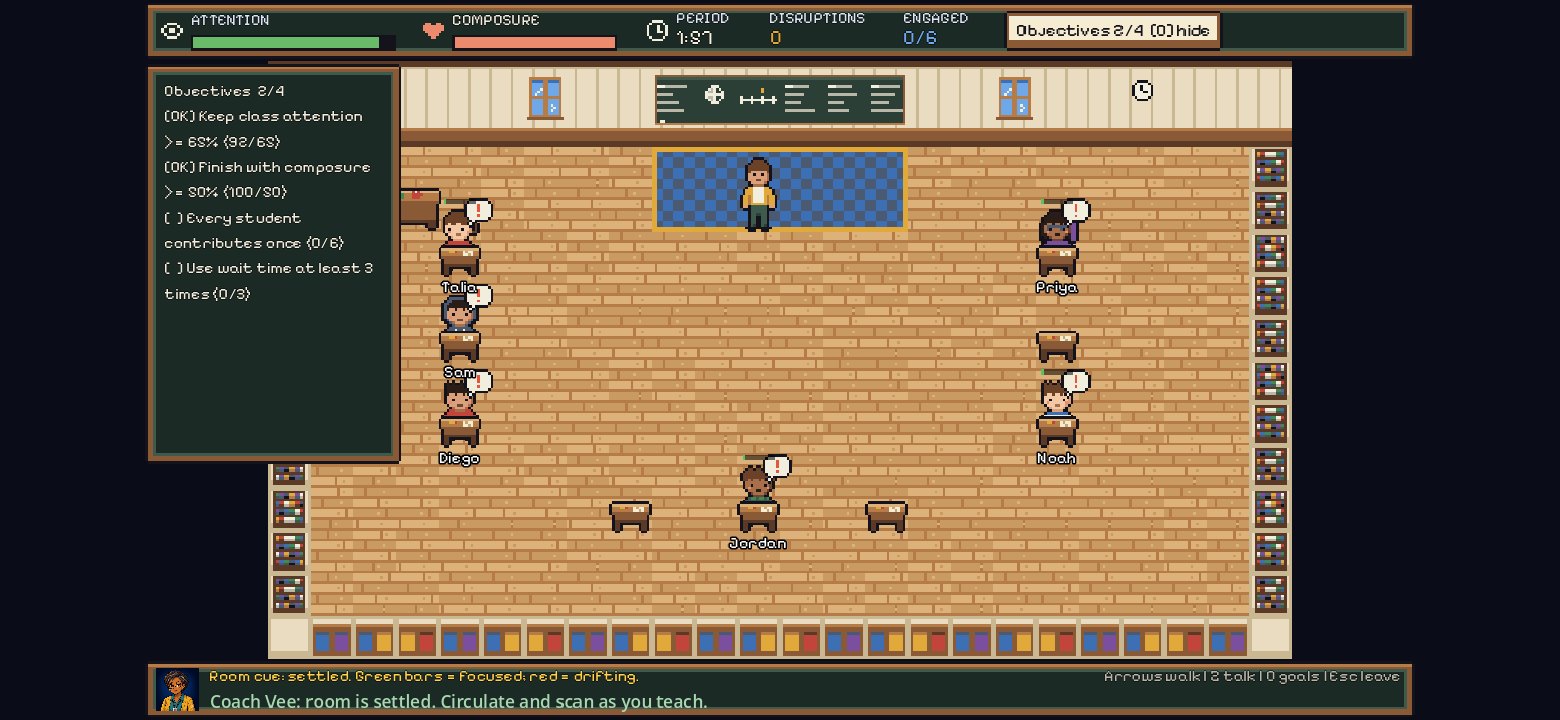 ATTENTION
COMPOSURE
PERIOD
DISRUPTIONS
0
ENGAGED
0/6
Objectives 2/4 [O] hide
Objectives 2/4
[OK] Keep class attention
>= 65% (92/65)
[OK] Finish with composure
>= 50% (100/50)
[ ] Every student
contributes once (0/6)
[ ] Use wait time at least 3
times (0/3)
Talia
Priya
Sam
Diego
Noah
Jordan
Room cue: settled. Green bars = focused; red = drifting.
Arrows walk | E talk | O goals | Esc leave
Coach Vee: room is settled. Circulate and scan as you teach.